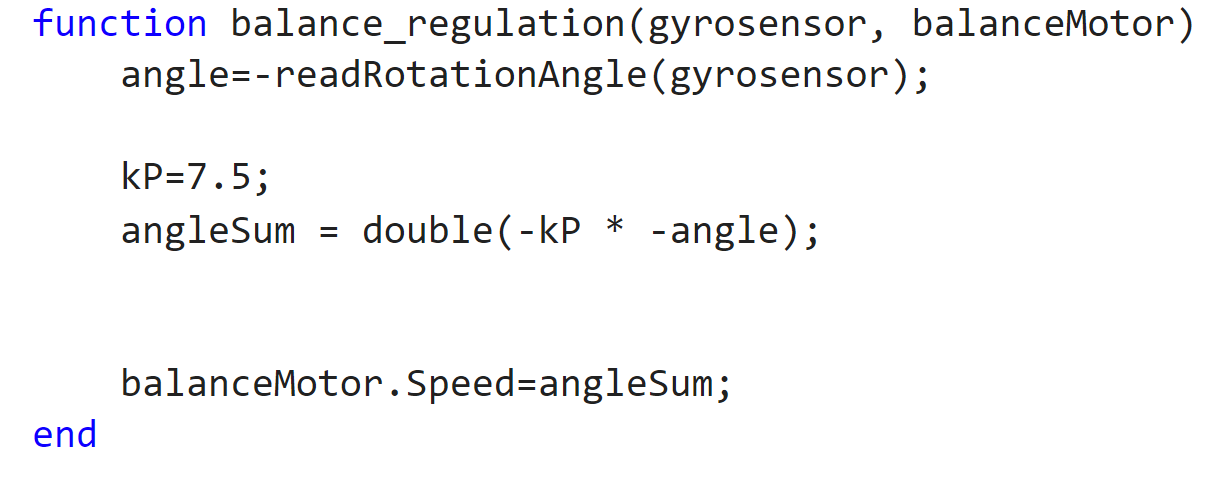 function balance_regulation(gyrosensor, balanceMotor)
angle=-readRotationAngle(gyrosensor);
kP=7.5;
angleSum = double(-kP * -angle);
balanceMotor.Speed=angleSum;
end